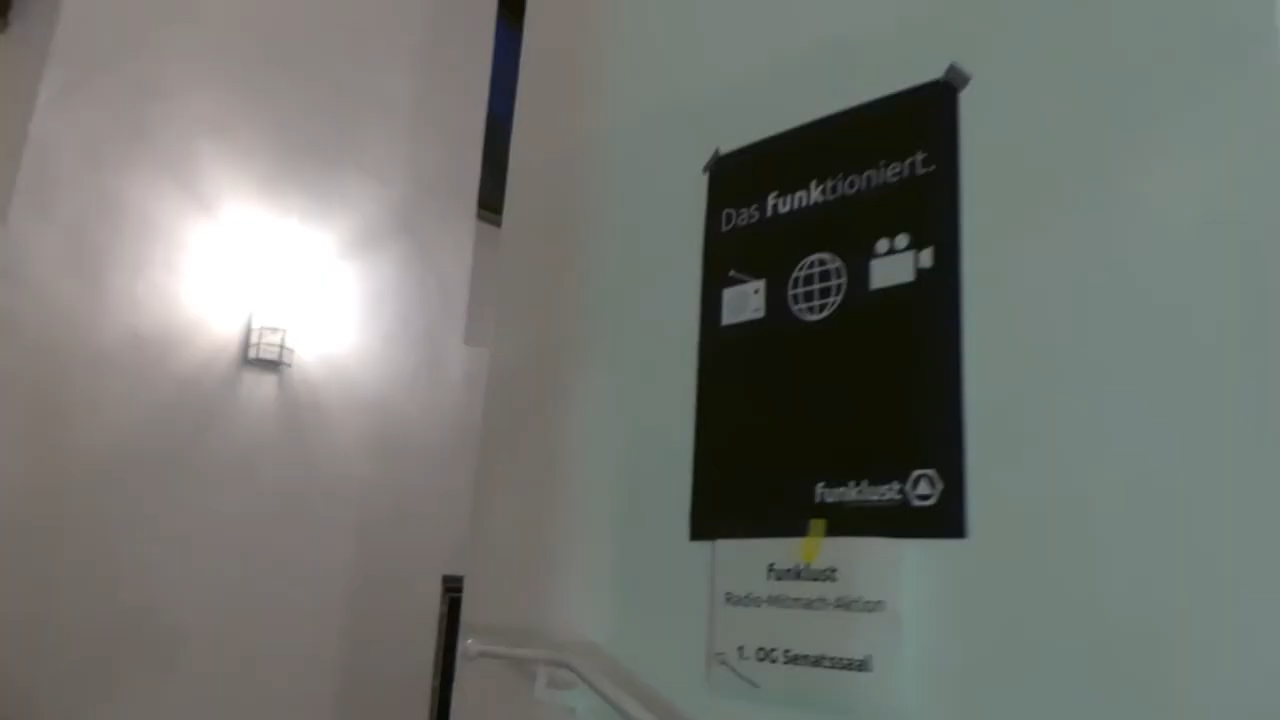 Das funktioniert.
funklust
funklust
Radio-Mitmach-Aktion
1. OG Senatssaal